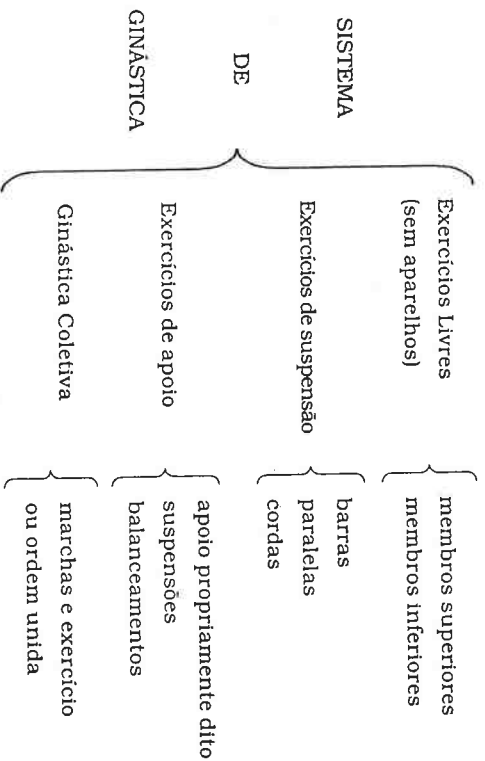 SISTEMA
DE
GINÁSTICA
Exercícios Livres
(sem aparelhos)
membros superiores
membros inferiores
Exercícios de suspensão
barras
paralelas
cordas
Exercícios de apoio
apoio propriamente dito
suspensões
balanceamentos
Ginástica Coletiva
marchas e exercício
ou ordem unida